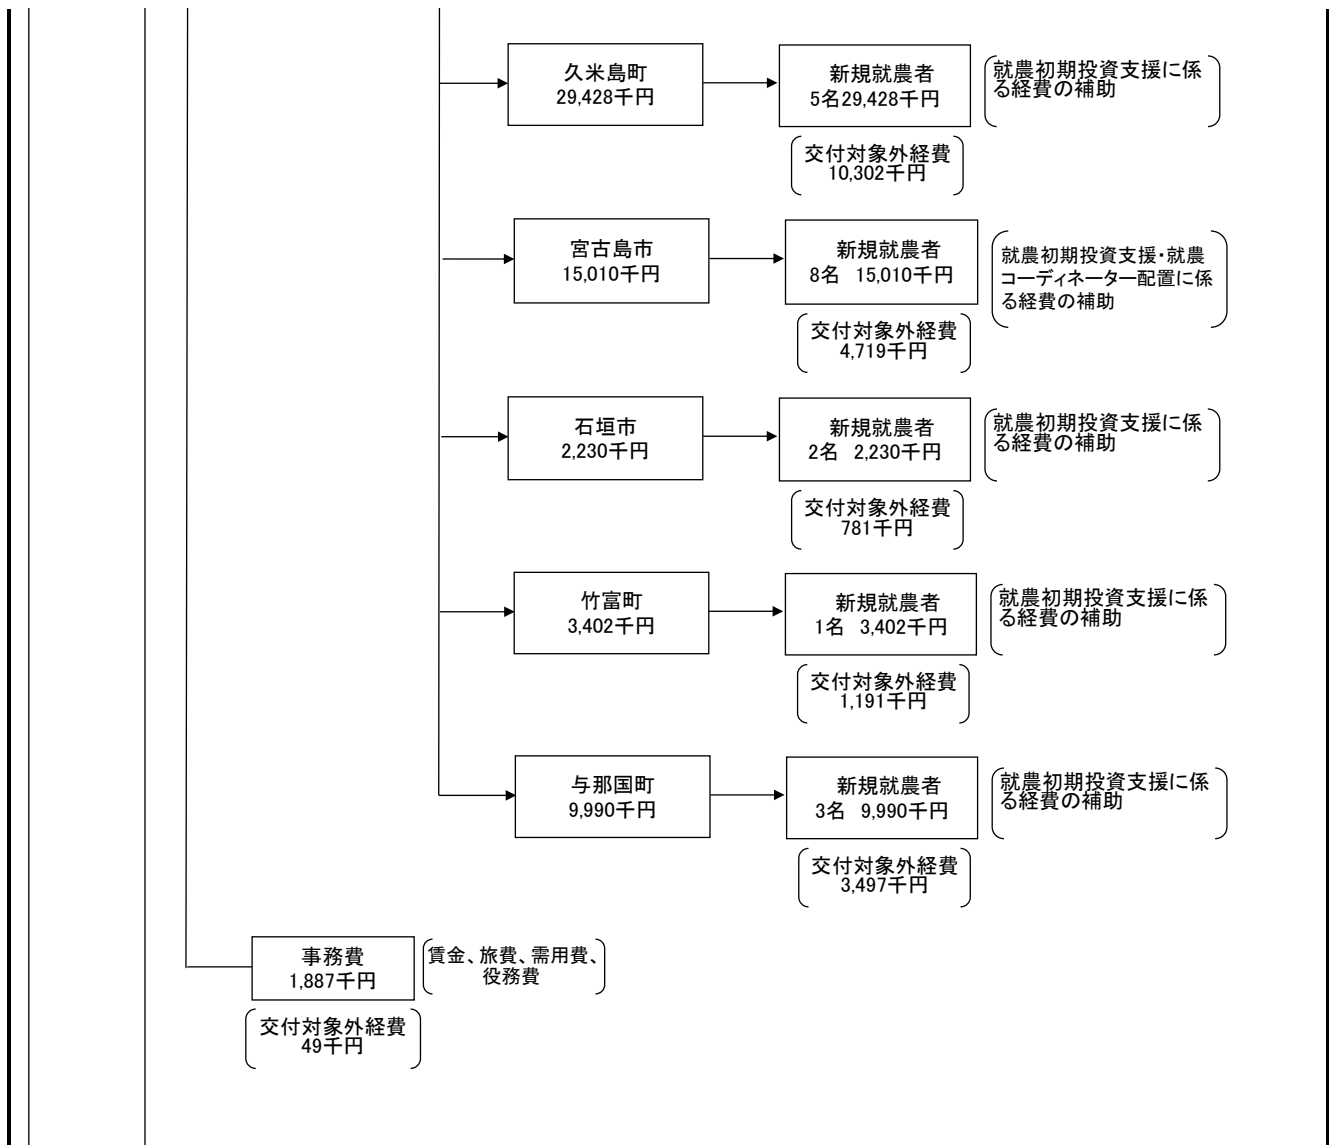 久米島町
29,428千円
新規就農者
5名29,428千円
就農初期投資支援に係
る経費の補助
交付対象外経費
10,302千円
宮古島市
15,010千円
新規就農者
8名 15,010千円
就農初期投資支援・就農
コーディネーター配置に係
る経費の補助
交付対象外経費
4,719千円
石垣市
2,230千円
新規就農者
2名 2,230千円
就農初期投資支援に係
る経費の補助
交付対象外経費
781千円
竹富町
3,402千円
新規就農者
1名 3,402千円
就農初期投資支援に係
る経費の補助
交付対象外経費
1,191千円
与那国町
9,990千円
新規就農者
3名 9,990千円
就農初期投資支援に係
る経費の補助
交付対象外経費
3,497千円
事務費
1,887千円
賃金、旅費、需用費、
役務費
交付対象外経費
49千円